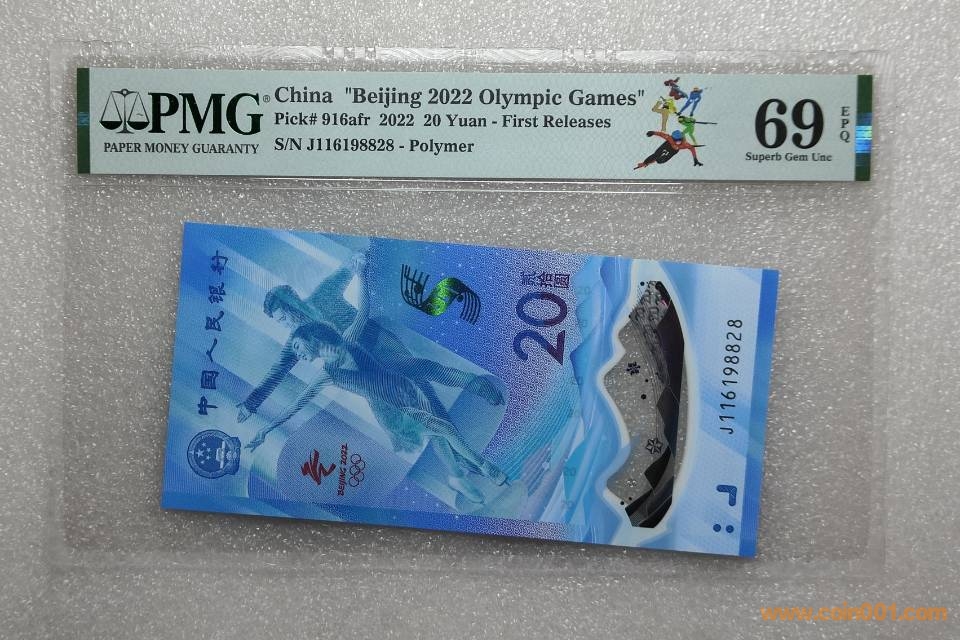 PMG®
PAPER MONEY GUARANTY
China "Beijing 2022 Olympic Games"
Pick# 916afr 2022 20 Yuan - First Releases
S/N J116198828 - Polymer
69
EPQ
Superb Gem Unc
中国人民银行
BEIJING 2022
贰拾圆
20
J116198828
www.coin001.com